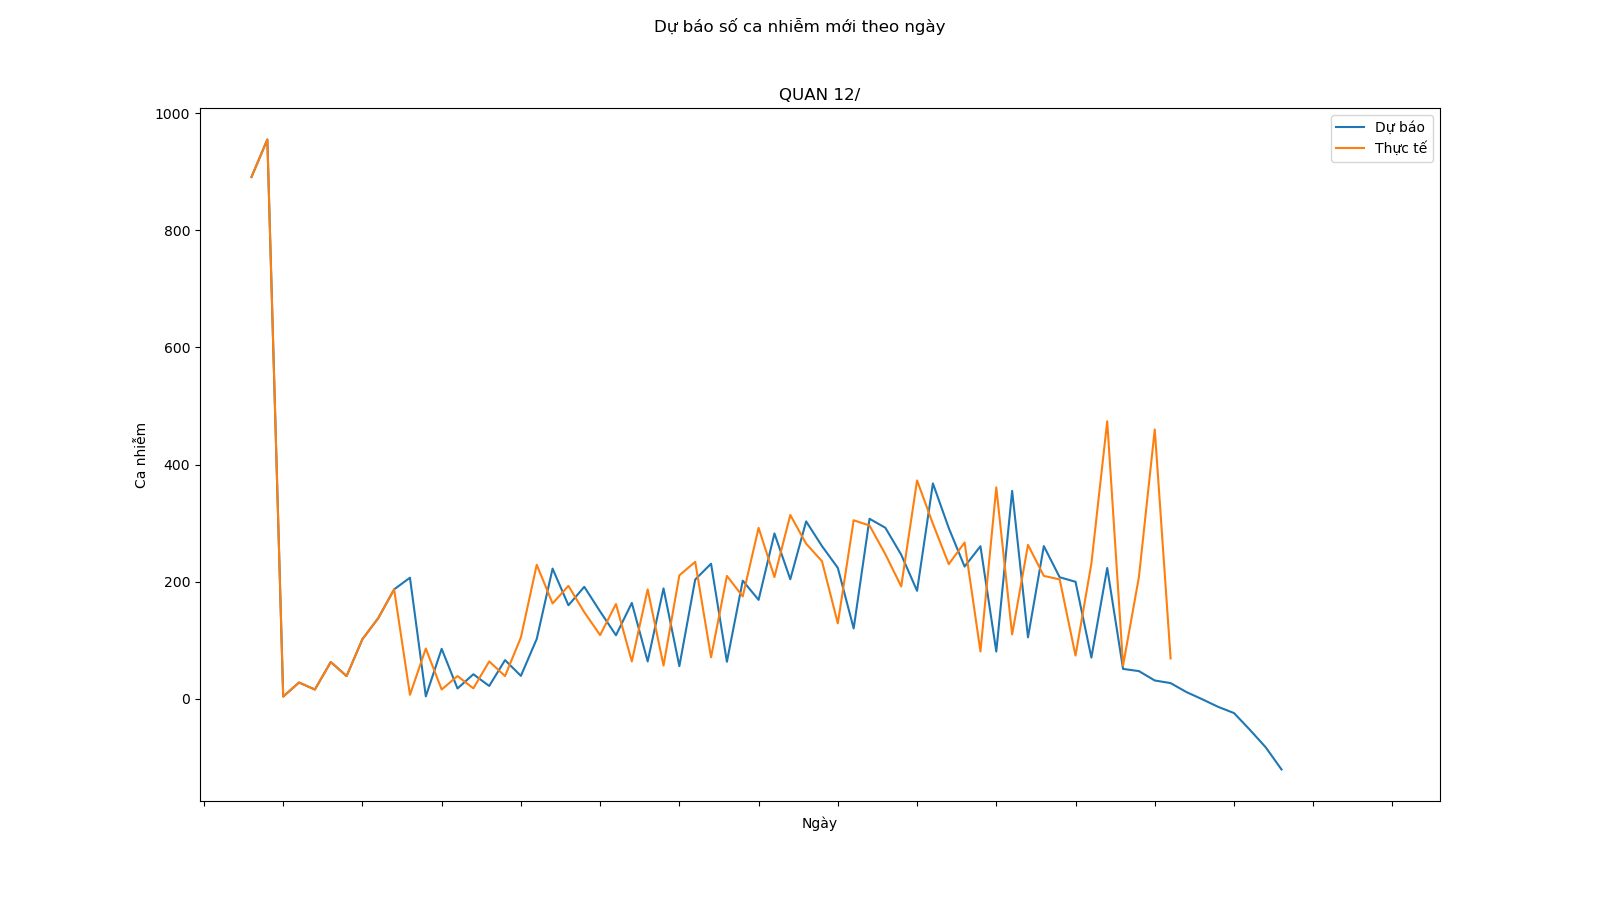 Dự báo số ca nhiễm mới theo ngày
QUAN 12/
1000
800
600
400
200
0
Ca nhiễm
Dự báo
Thực tế
Ngày